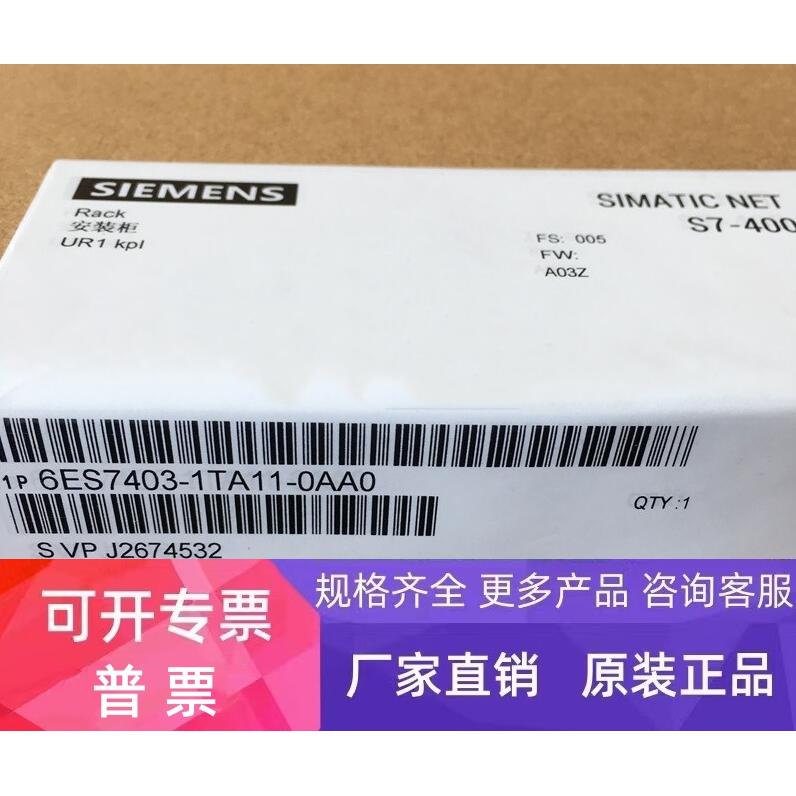 SIEMENS
Rack
安装柜
UR1 kpl
SIMATIC NET
S7-400
FS: 005
FW:
A03Z
1P 6ES7403-1TA11-0AA0
QTY :1
S VP J2674532
可开专票
普票
规格齐全 更多产品 咨询客服
厂家直销 原装正品